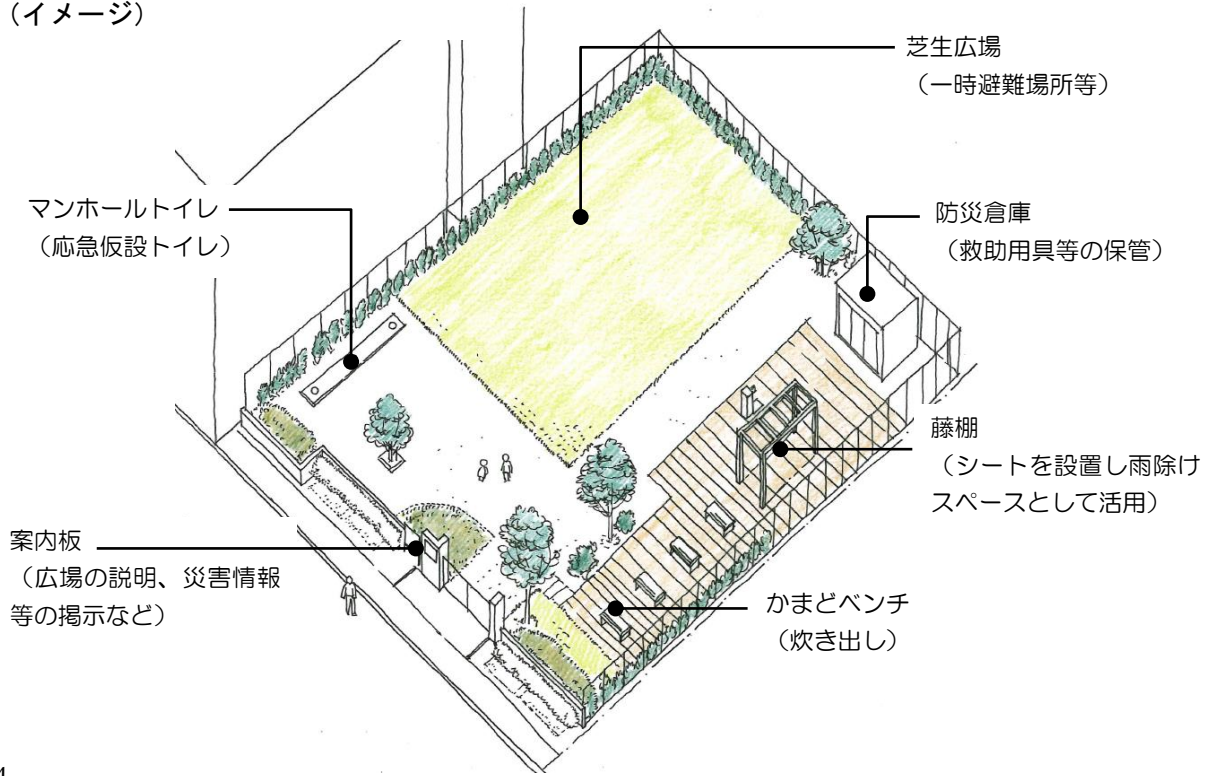 （イメージ）
芝生広場
（一時避難場所等）
マンホールトイレ
（応急仮設トイレ）
防災倉庫
（救助用具等の保管）
藤棚
（シートを設置し雨除け
スペースとして活用）
案内板
（広場の説明、災害情報
等の掲示など）
かまどベンチ
（炊き出し）